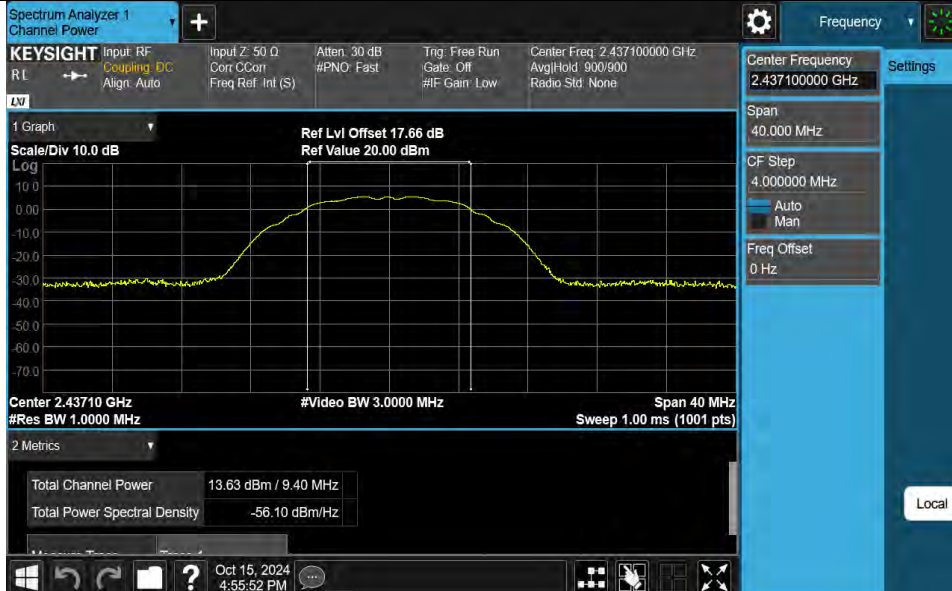 Spectrum Analyzer 1
Channel Power
+
Frequency
KEYSIGHT
RL
LXI
Input: RF
Coupling: DC
Align: Auto
Input Z: 50 Ω
Corr CCorr
Freq Ref: Int (S)
Atten: 30 dB
#PNO: Fast
Trig: Free Run
Gate: Off
#IF Gain: Low
Center Freq: 2.437100000 GHz
Avg|Hold: 900/900
Radio Std: None
Center Frequency
2.437100000 GHz
Settings
Span
40.000 MHz
CF Step
4.000000 MHz
Auto
Man
Freq Offset
0 Hz
Local
1 Graph
Scale/Div 10.0 dB
Ref Lvl Offset 17.66 dB
Ref Value 20.00 dBm
Log
10.0
0.00
-10.0
-20.0
-30.0
-40.0
-50.0
-60.0
-70.0
Center 2.43710 GHz
#Video BW 3.0000 MHz
Span 40 MHz
#Res BW 1.0000 MHz
Sweep 1.00 ms (1001 pts)
2 Metrics
Total Channel Power 13.63 dBm / 9.40 MHz
Total Power Spectral Density -56.10 dBm/Hz
?
Oct 15, 2024
4:55:52 PM